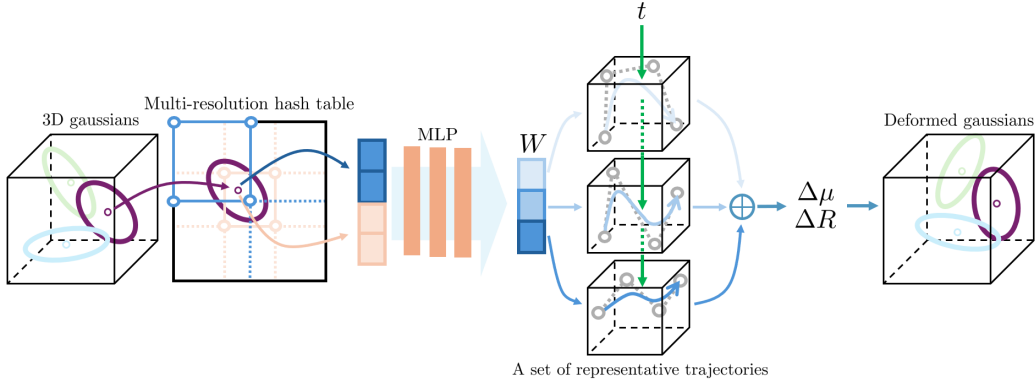 t
Multi-resolution hash table
3D gaussians
MLP
W
Deformed gaussians
Δμ
ΔR
A set of representative trajectories